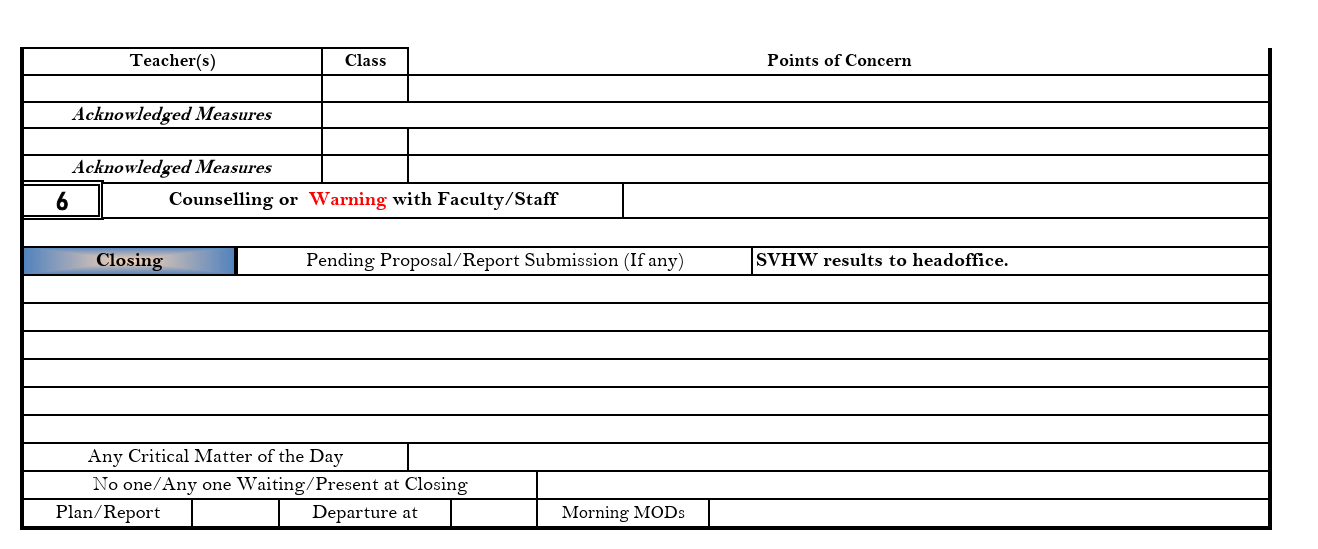 Teacher(s) Class Points of Concern
Acknowledged Measures
Acknowledged Measures
6 Counselling or Warning with Faculty/Staff
Closing Pending Proposal/Report Submission (If any) SVHW results to headoffice.
Any Critical Matter of the Day
No one/Any one Waiting/Present at Closing
Plan/Report Departure at Morning MODs